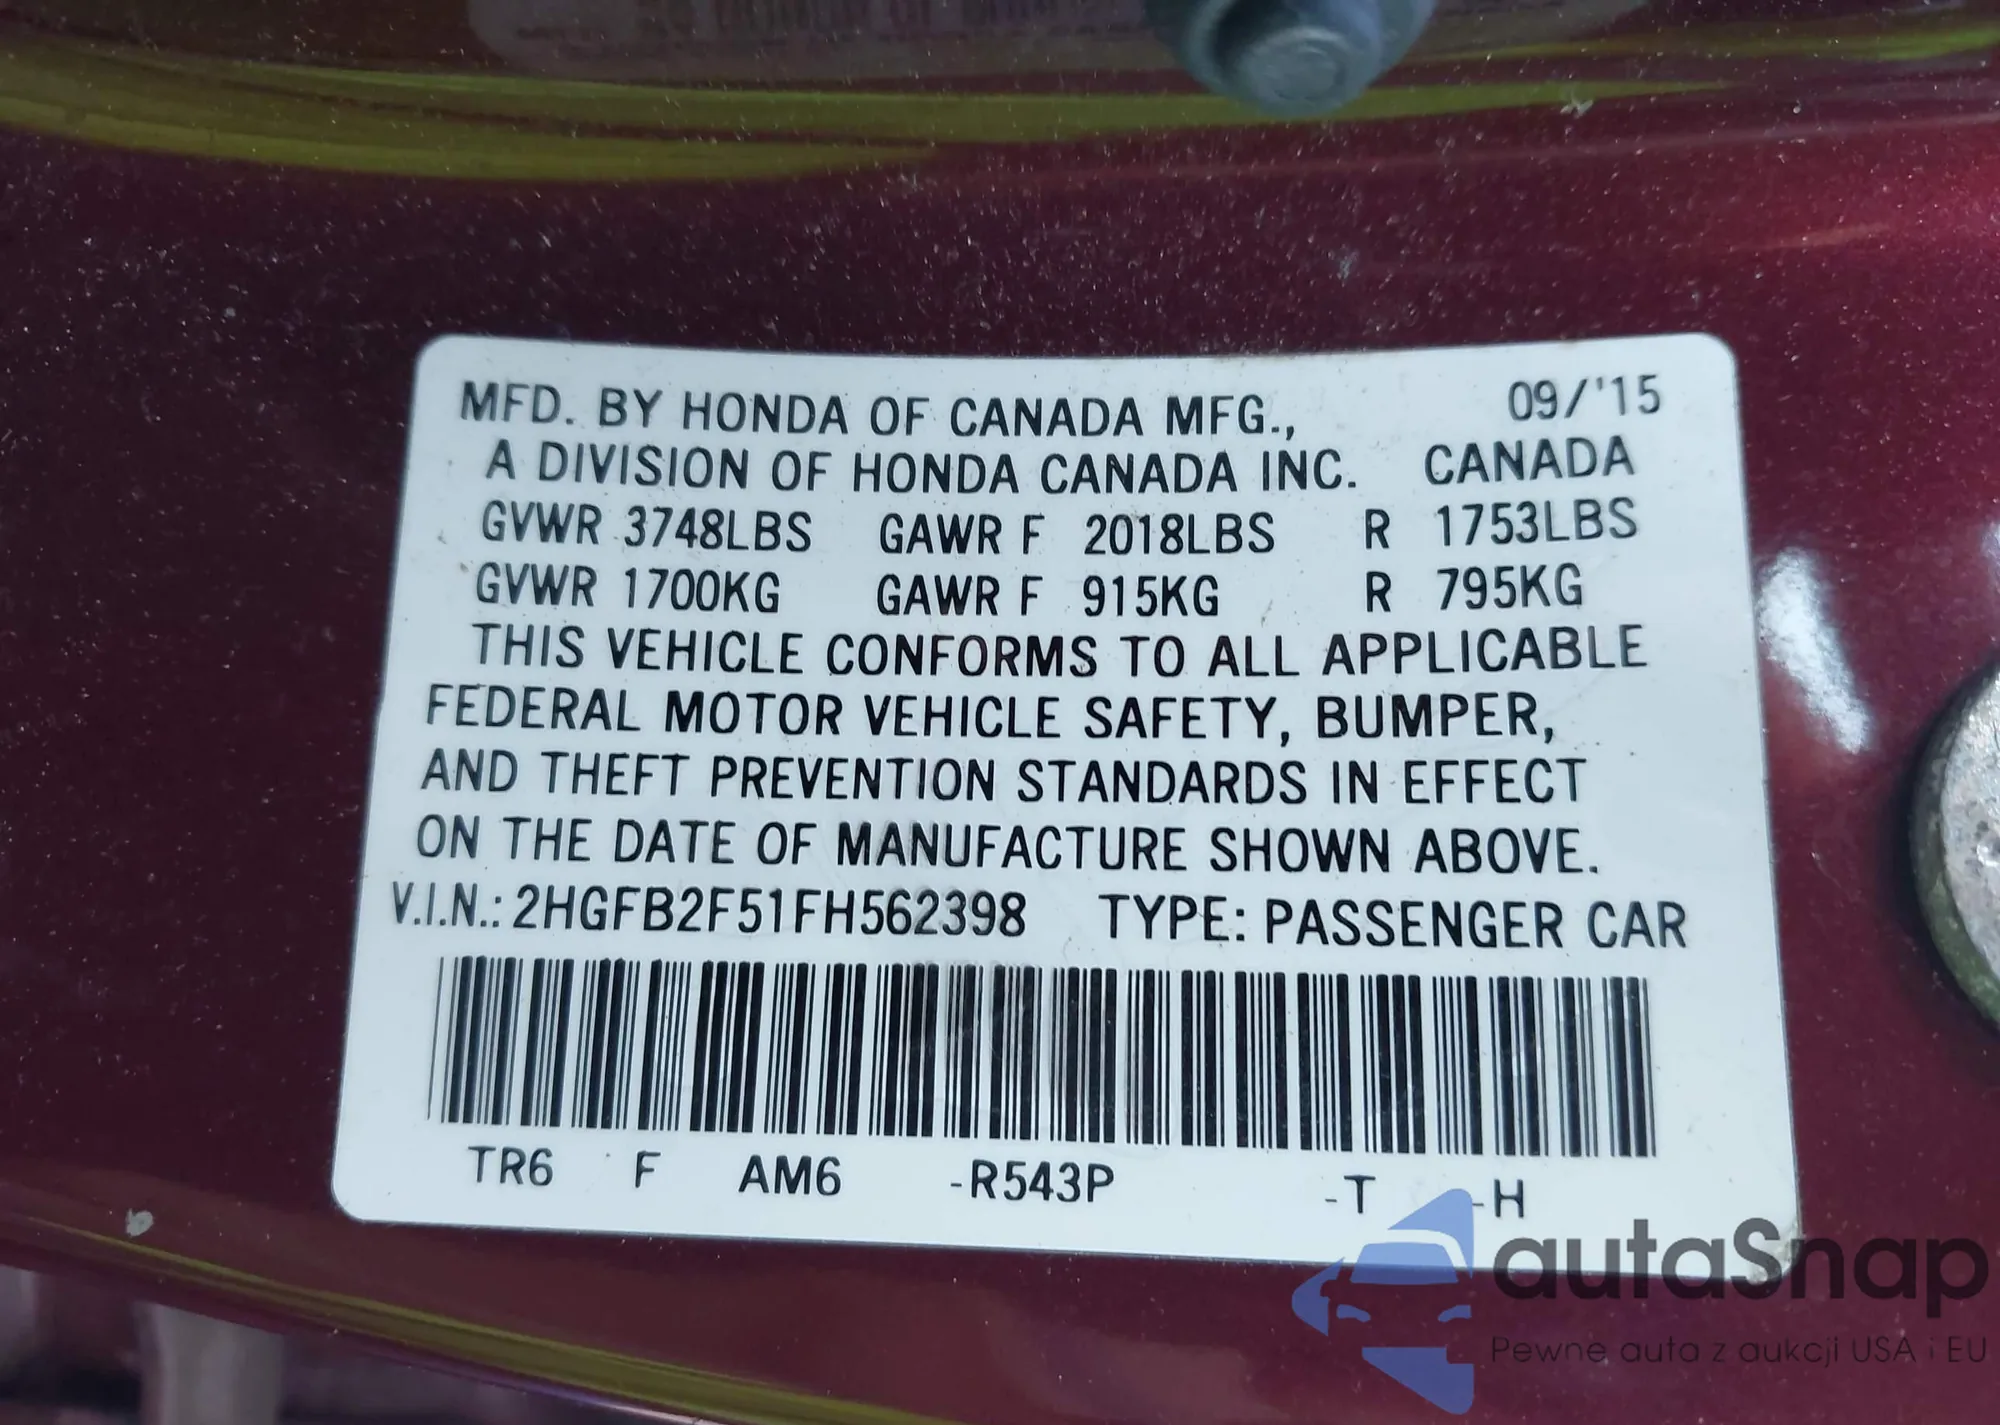 MFD. BY HONDA OF CANADA MFG., 09/'15
A DIVISION OF HONDA CANADA INC. CANADA
GVWR 3748LBS GAWR F 2018LBS R 1753LBS
GVWR 1700KG GAWR F 915KG R 795KG
THIS VEHICLE CONFORMS TO ALL APPLICABLE
FEDERAL MOTOR VEHICLE SAFETY, BUMPER,
AND THEFT PREVENTION STANDARDS IN EFFECT
ON THE DATE OF MANUFACTURE SHOWN ABOVE.
V.I.N.: 2HGFB2F51FH562398 TYPE: PASSENGER CAR
TR6 F AM6 -R543P -T -H
autaSnap
Pewne auta z aukcji USA i EU